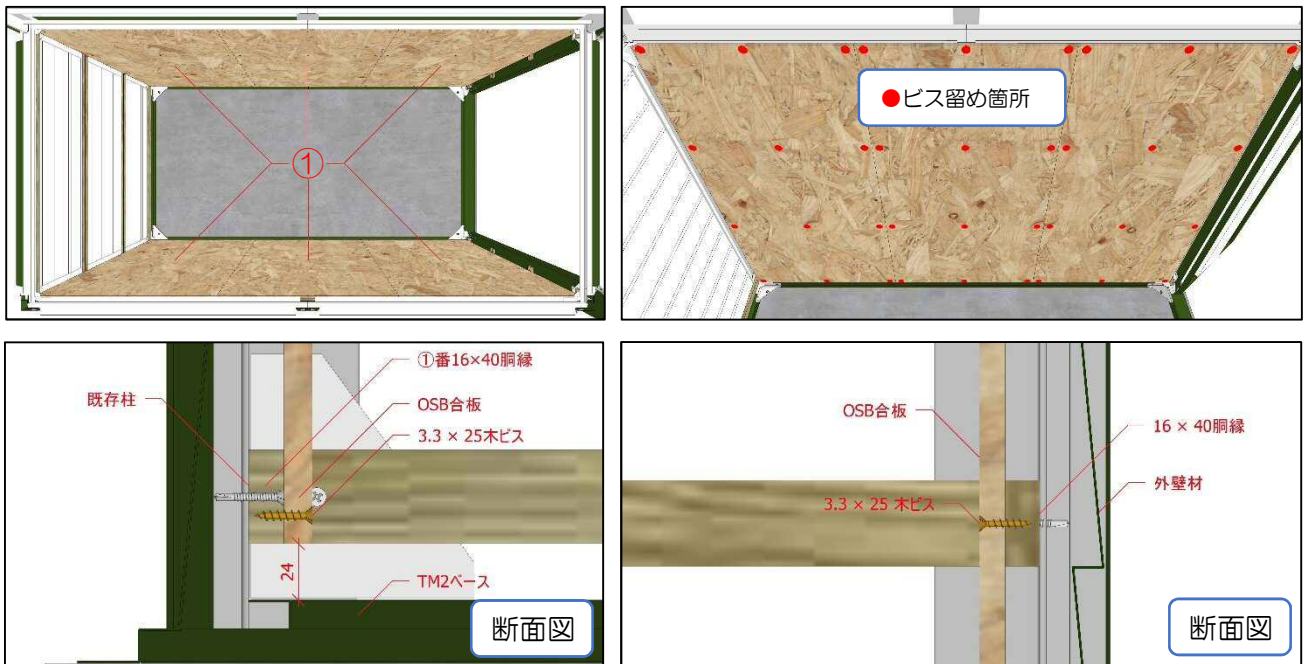 ①
●ビス留め箇所
既存柱
①番16×40胴縁
OSB合板
3.3 × 25木ビス
24
TM2ベース
断面図
OSB合板
16 × 40胴縁
外壁材
3.3 × 25 木ビス
断面図